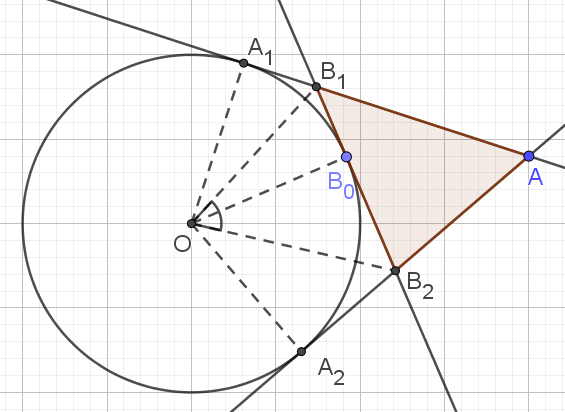 A₁
B₁
B₀
A
O
B₂
A₂